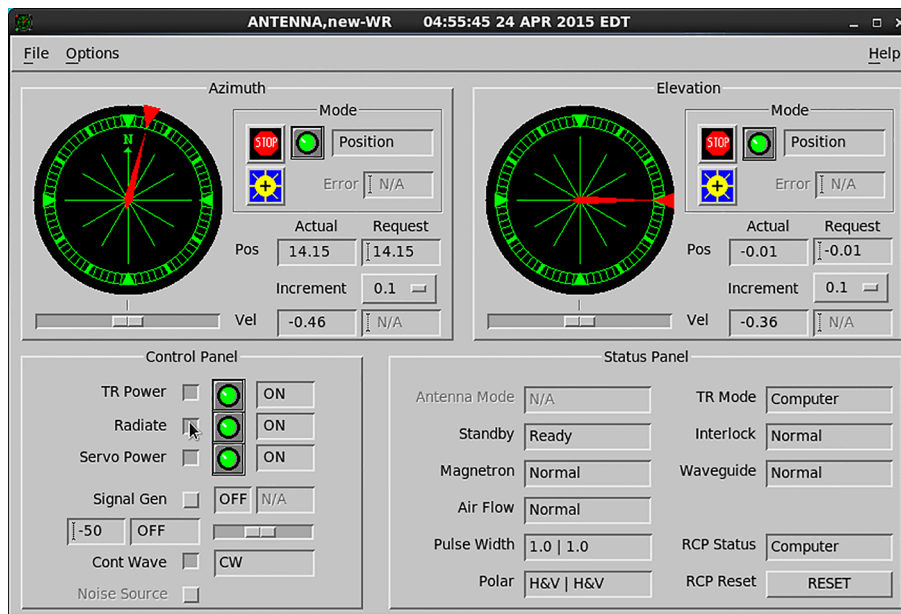 ANTENNA,new-WR 04:55:45 24 APR 2015 EDT
File Options Help
Azimuth
N
Mode
STOP Position
Error N/A
Actual Request
Pos 14.15 14.15
Increment 0.1
Vel -0.46 N/A
Elevation
Mode
STOP Position
Error N/A
Actual Request
Pos -0.01 -0.01
Increment 0.1
Vel -0.36 N/A
Control Panel
TR Power ON
Radiate ON
Servo Power ON
Signal Gen OFF N/A
-50 OFF
Cont Wave CW
Noise Source
Status Panel
Antenna Mode N/A TR Mode Computer
Standby Ready Interlock Normal
Magnetron Normal Waveguide Normal
Air Flow Normal
Pulse Width 1.0 | 1.0 RCP Status Computer
Polar H&V | H&V RCP Reset RESET